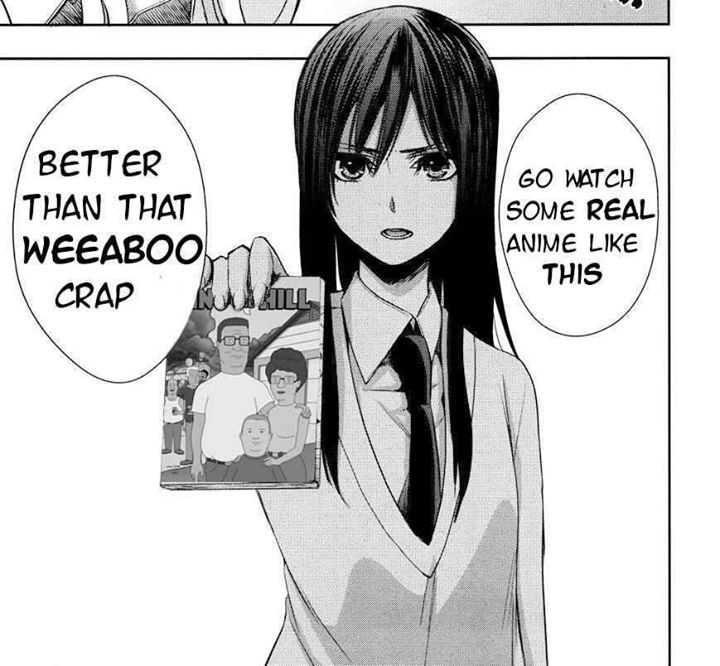 GO WATCH
SOME REAL
ANIME LIKE
THIS
BETTER
THAN THAT
WEEABOO
CRAP
HILL